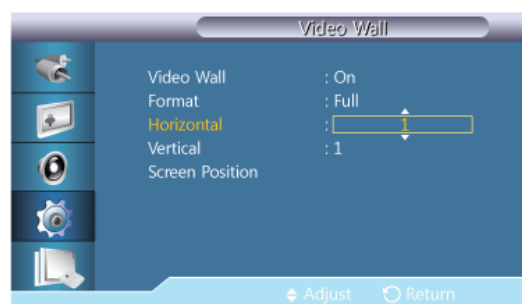 Video Wall
Video Wall : On
Format : Full
Horizontal : 1
Vertical : 1
Screen Position
Adjust Return